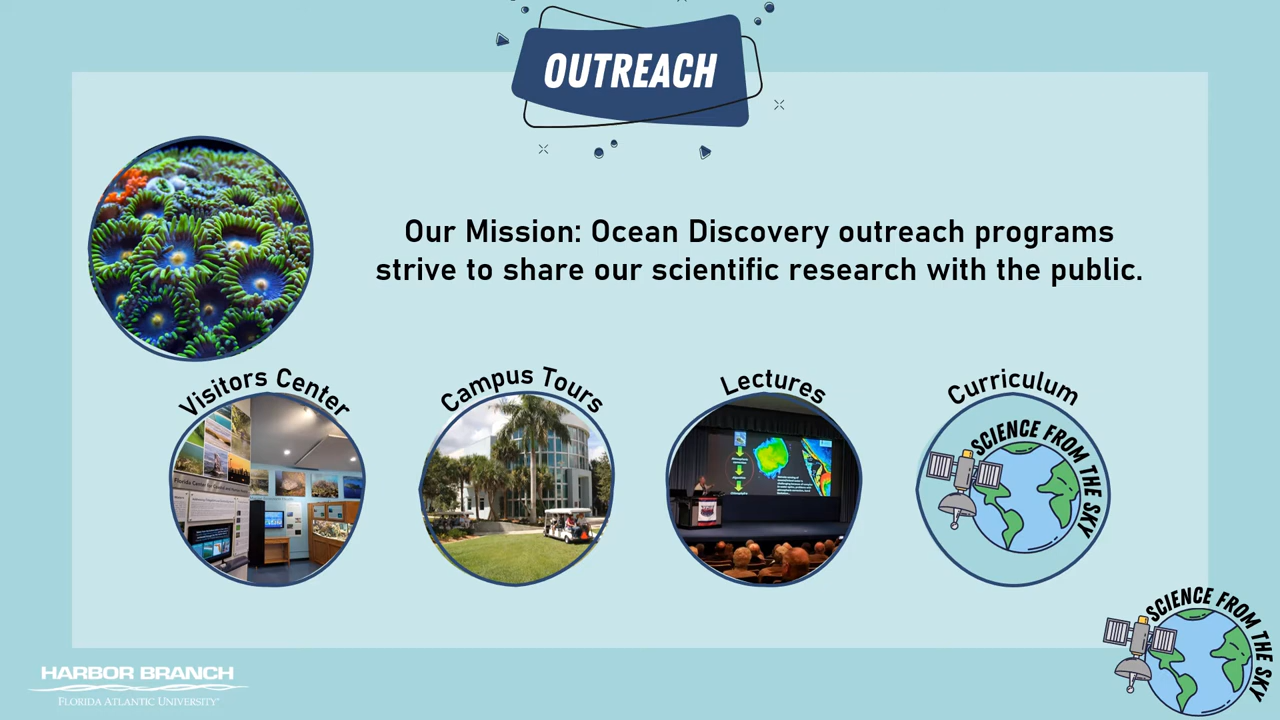 OUTREACH
Our Mission: Ocean Discovery outreach programs
strive to share our scientific research with the public.
Visitors Center
Campus Tours
Lectures
Curriculum
SCIENCE FROM THE SKY
SCIENCE FROM THE SKY
HARBOR BRANCH
FLORIDA ATLANTIC UNIVERSITY